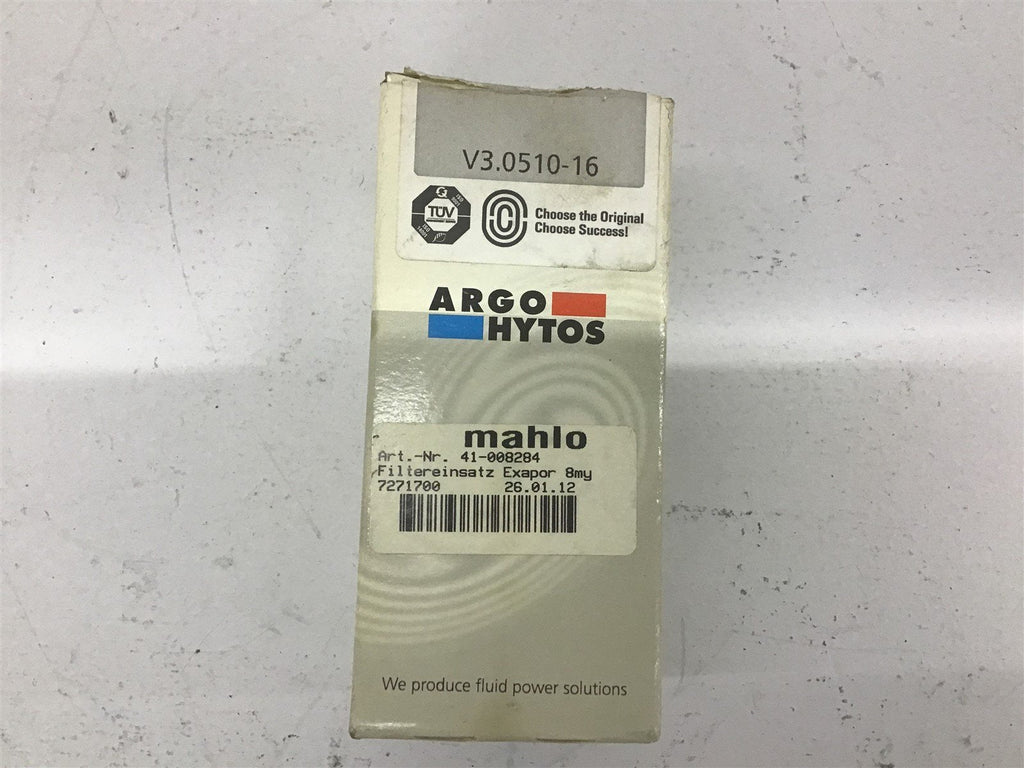 V3.0510-16
TÜV
Choose the Original
Choose Success!
ARGO
HYTOS
mahlo
Art.-Nr. 41-008284
Filtereinsatz Exapor 8my
7271700 26.01.12
We produce fluid power solutions